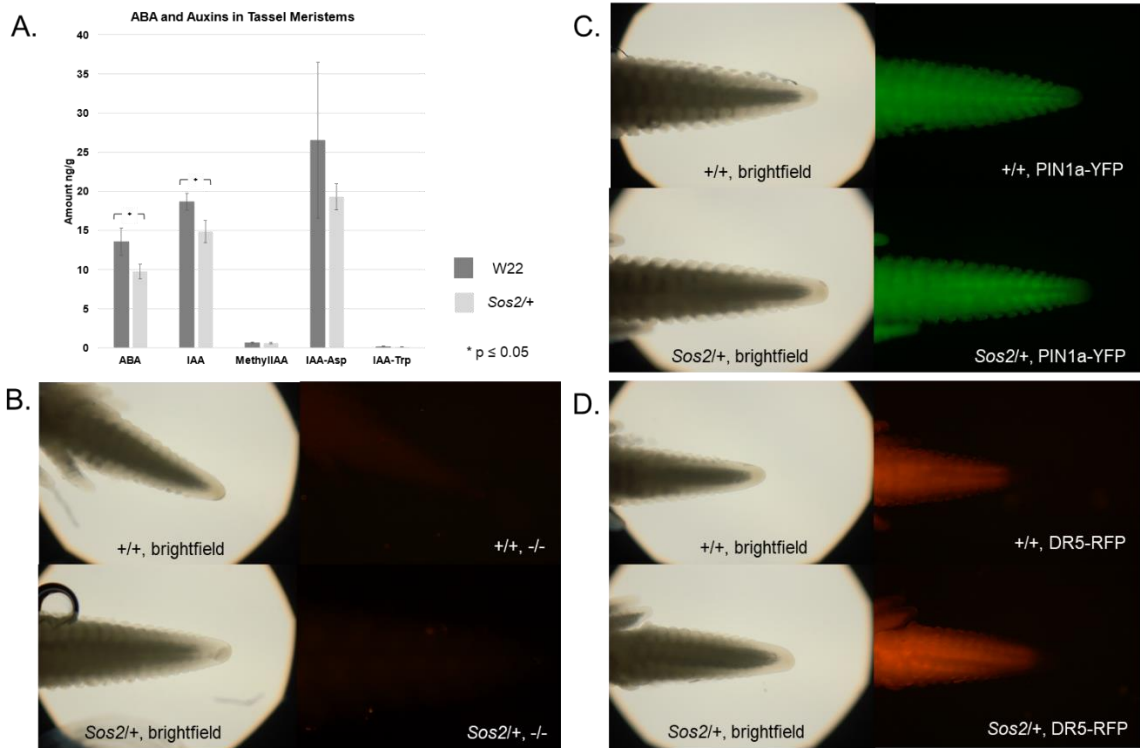 A.
ABA and Auxins in Tassel Meristems
Amount ng/g
40
35
30
25
20
15
10
5
0
*
*
ABA
IAA
MethylIAA
IAA-Asp
IAA-Trp
W22
Sos2/+
* p ≤ 0.05
B.
+/+, brightfield
+/+, -/-
Sos2/+, brightfield
Sos2/+, -/-
C.
+/+, brightfield
+/+, PIN1a-YFP
Sos2/+, brightfield
Sos2/+, PIN1a-YFP
D.
+/+, brightfield
+/+, DR5-RFP
Sos2/+, brightfield
Sos2/+, DR5-RFP